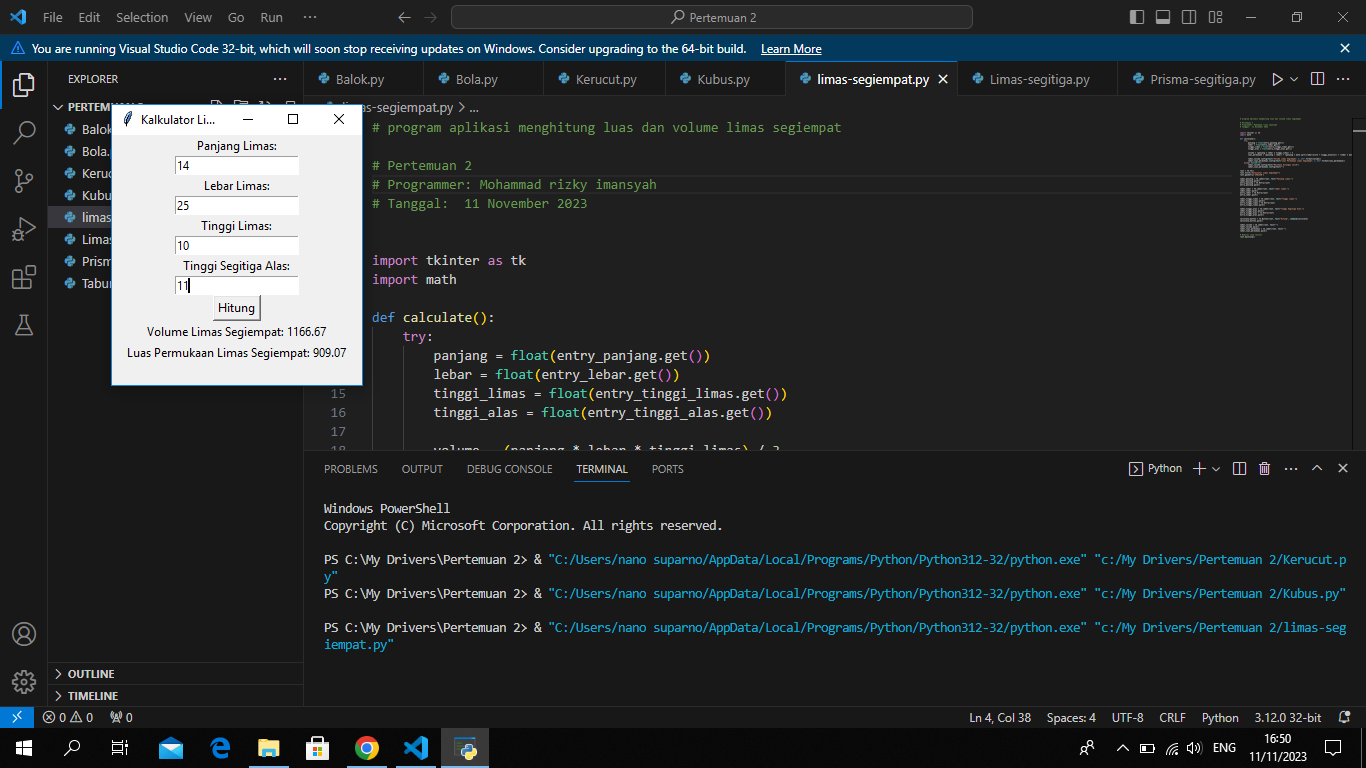 File Edit Selection View Go Run ··· Pertemuan 2
You are running Visual Studio Code 32-bit, which will soon stop receiving updates on Windows. Consider upgrading to the 64-bit build. Learn More
EXPLORER ···
Balok.py Bola.py Kerucut.py Kubus.py limas-segiempat.py Limas-segitiga.py Prisma-segitiga.py
limas-segiempat.py > ...
Balok
Bola.
Keruc
Kubu
limas
Limas
Prism
Tabu
OUTLINE
TIMELINE
Kalkulator Li...
Panjang Limas:
14
Lebar Limas:
25
Tinggi Limas:
10
Tinggi Segitiga Alas:
11
Hitung
Volume Limas Segiempat: 1166.67
Luas Permukaan Limas Segiempat: 909.07
# program aplikasi menghitung luas dan volume limas segiempat
# Pertemuan 2
# Programmer: Mohammad rizky imansyah
# Tanggal:  11 November 2023
import tkinter as tk
import math
def calculate():
try:
panjang = float(entry_panjang.get())
lebar = float(entry_lebar.get())
15 tinggi_limas = float(entry_tinggi_limas.get())
16 tinggi_alas = float(entry_tinggi_alas.get())
17
PROBLEMS OUTPUT DEBUG CONSOLE TERMINAL PORTS Python
Windows PowerShell
Copyright (C) Microsoft Corporation. All rights reserved.
PS C:\My Drivers\Pertemuan 2> & "C:/Users/nano suparno/AppData/Local/Programs/Python/Python312-32/python.exe" "c:/My Drivers/Pertemuan 2/Kerucut.p
y"
PS C:\My Drivers\Pertemuan 2> & "C:/Users/nano suparno/AppData/Local/Programs/Python/Python312-32/python.exe" "c:/My Drivers/Pertemuan 2/Kubus.py"
PS C:\My Drivers\Pertemuan 2> & "C:/Users/nano suparno/AppData/Local/Programs/Python/Python312-32/python.exe" "c:/My Drivers/Pertemuan 2/limas-seg
iempat.py"
0 0 0 Ln 4, Col 38 Spaces: 4 UTF-8 CRLF Python 3.12.0 32-bit
ENG 16:50
11/11/2023